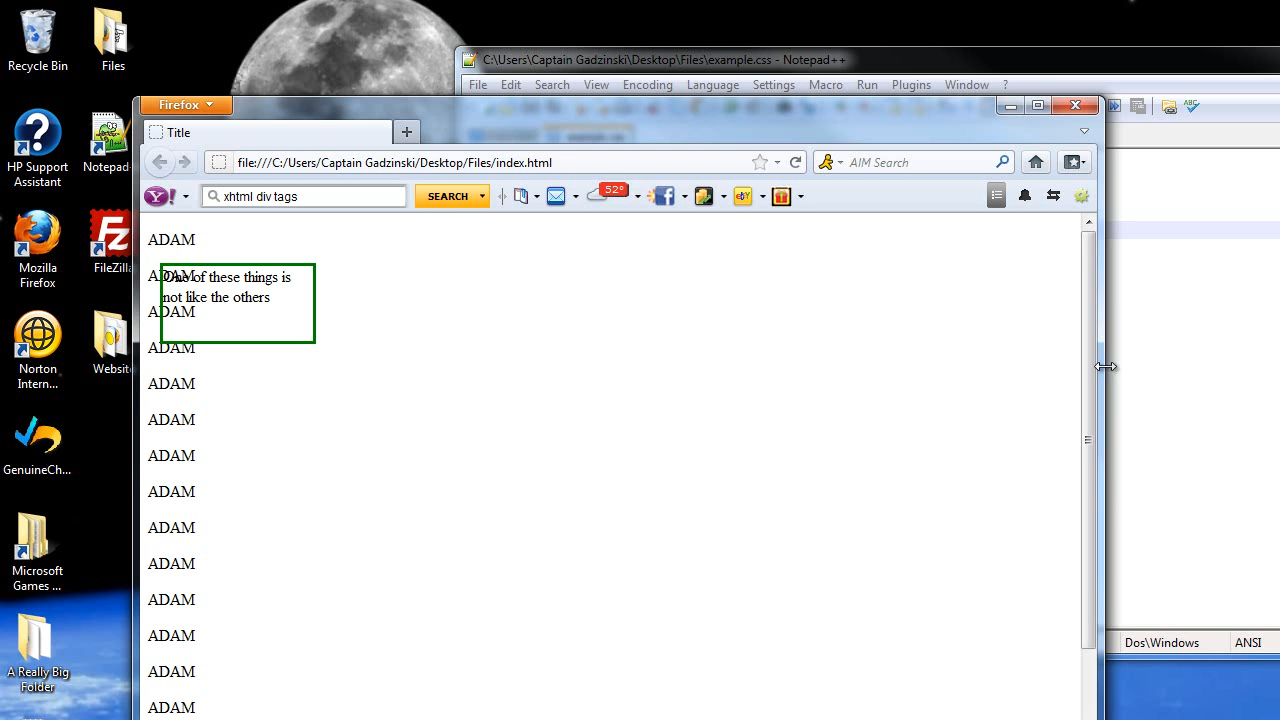 Recycle Bin
Files
HP Support
Assistant
Notepad-
Mozilla
Firefox
FileZilla
Norton
Intern...
Website
GenuineCh...
Microsoft
Games ...
A Really Big
Folder
C:\Users\Captain Gadzinski\Desktop\Files\example.css - Notepad++
File Edit Search View Encoding Language Settings Macro Run Plugins Window ?
Firefox
Title
file:///C:/Users/Captain Gadzinski/Desktop/Files/index.html
AIM Search
Y!
xhtml div tags
SEARCH
52°
ADAM
ADAM
One of these things is
not like the others
ADAM
ADAM
ADAM
ADAM
ADAM
ADAM
ADAM
ADAM
ADAM
ADAM
ADAM
ADAM
Dos\Windows ANSI